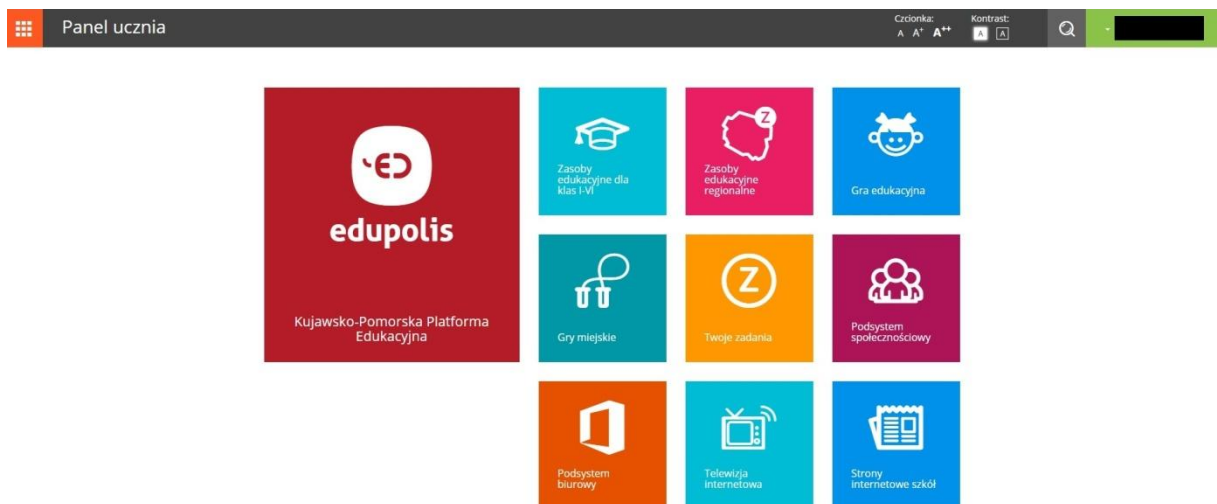 Panel ucznia
Czcionka:
A A+ A++
Kontrast:
A A
edupolis
Kujawsko-Pomorska Platforma
Edukacyjna
Zasoby
edukacyjne dla
klas I-VI
Z
Zasoby
edukacyjne
regionalne
Gra edukacyjna
Gry miejskie
Z
Twoje zadania
Podsystem
społecznościowy
Podsystem
biurowy
Telewizja
internetowa
Strony
internetowe szkół